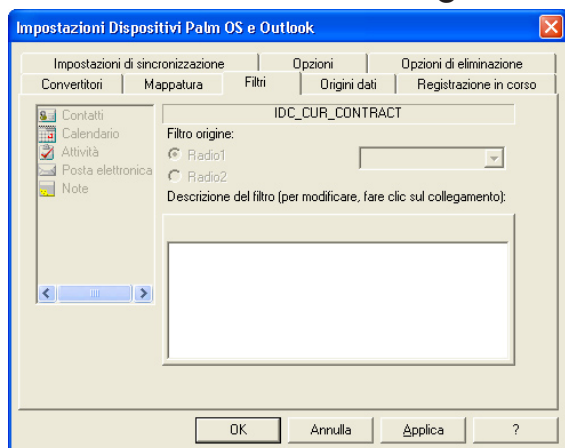 Impostazioni Dispositivi Palm OS e Outlook
Impostazioni di sincronizzazione Opzioni Opzioni di eliminazione
Convertitori Mappatura Filtri Origini dati Registrazione in corso
Contatti
Calendario
Attività
Posta elettronica
Note
IDC_CUR_CONTRACT
Filtro origine:
Radio1
Radio2
Descrizione del filtro (per modificare, fare clic sul collegamento):
OK Annulla Applica ?